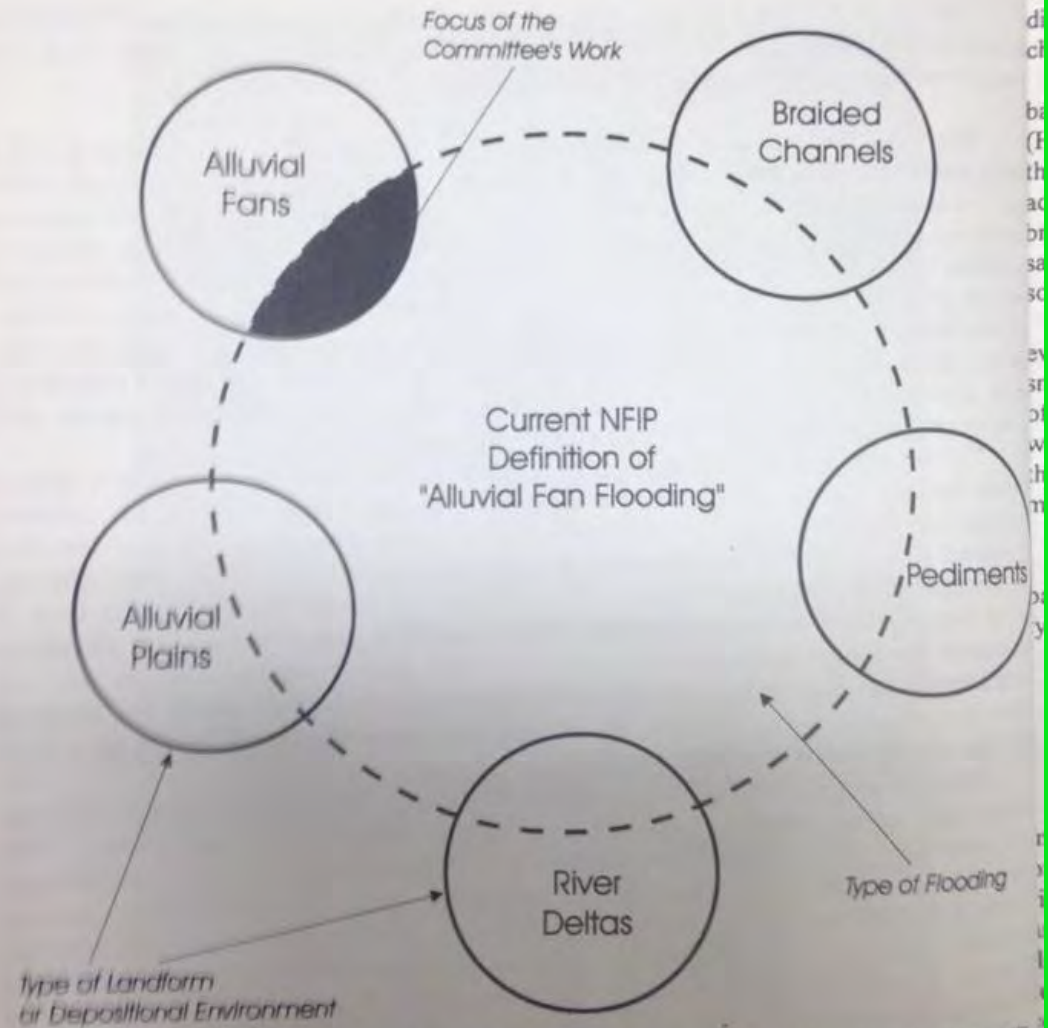 Focus of the
Committee's Work
Alluvial
Fans
Braided
Channels
Current NFIP
Definition of
"Alluvial Fan Flooding"
Pediments
Alluvial
Plains
River
Deltas
Type of Flooding
Type of Landform
or Depositional Environment